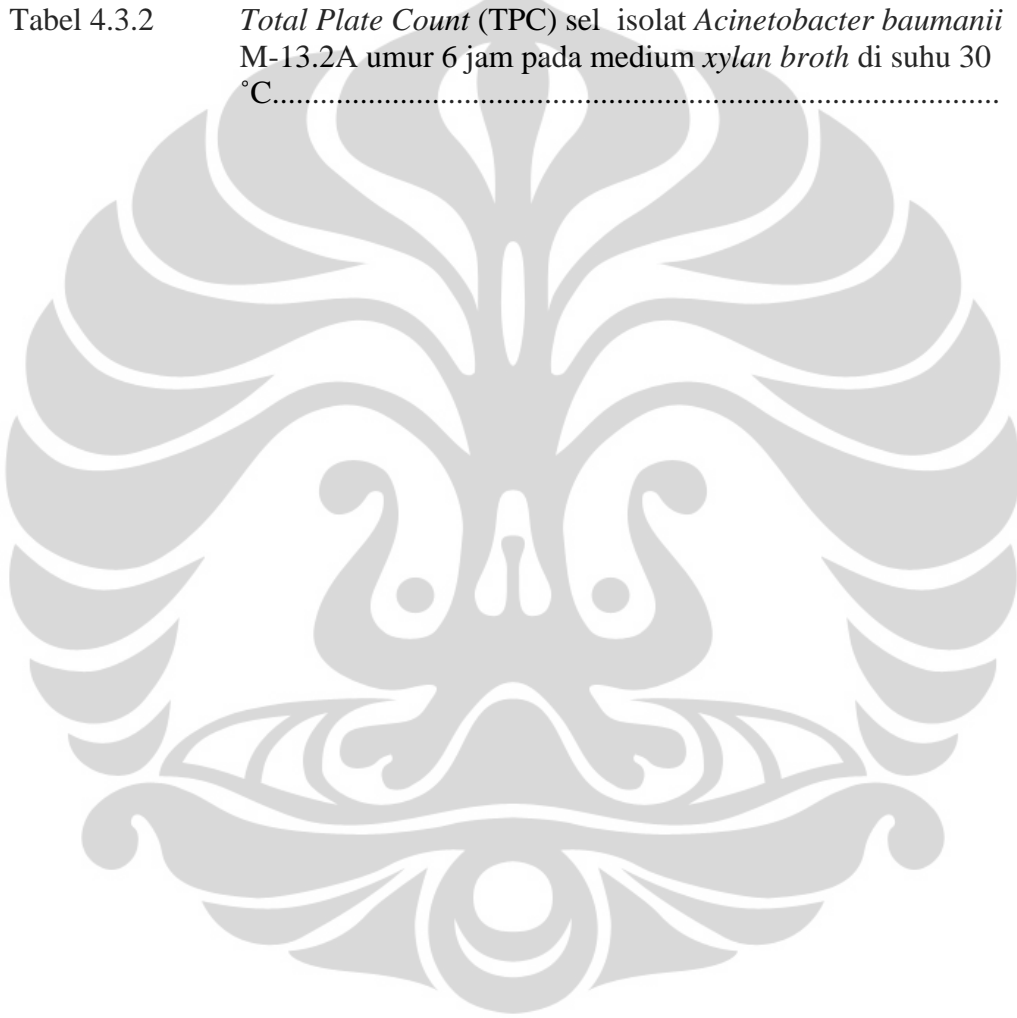 Tabel 4.3.2 Total Plate Count (TPC) sel isolat Acinetobacter baumanii
M-13.2A umur 6 jam pada medium xylan broth di suhu 30
˚C...........................................................................................